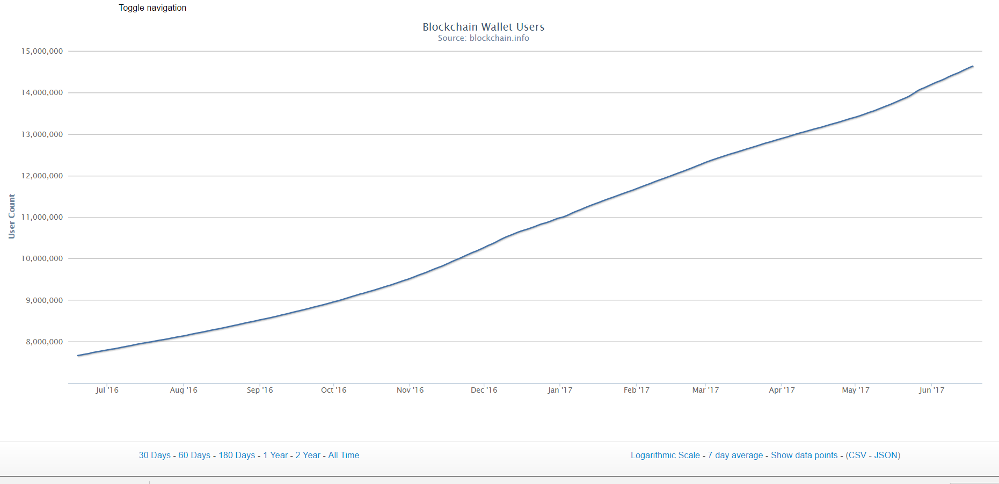 Toggle navigation
Blockchain Wallet Users
Source: blockchain.info
15,000,000
14,000,000
13,000,000
12,000,000
11,000,000
10,000,000
9,000,000
8,000,000
User Count
Jul '16 Aug '16 Sep '16 Oct '16 Nov '16 Dec '16 Jan '17 Feb '17 Mar '17 Apr '17 May '17 Jun '17
30 Days - 60 Days - 180 Days - 1 Year - 2 Year - All Time
Logarithmic Scale - 7 day average - Show data points - (CSV - JSON)